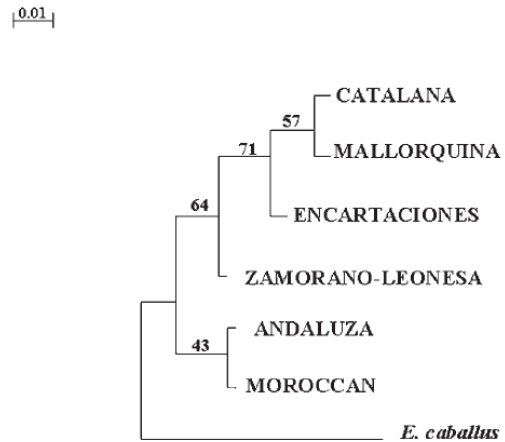 0.01
CATALANA
57
MALLORQUINA
71
ENCARTACIONES
64
ZAMORANO-LEONESA
ANDALUZA
43
MOROCCAN
E. caballus